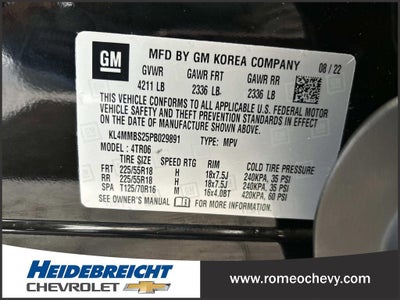 GM
MFD BY GM KOREA COMPANY 08/22
GVWR GAWR FRT GAWR RR
4211 LB 2336 LB 2336 LB
THIS VEHICLE CONFORMS TO ALL APPLICABLE U.S. FEDERAL MOTOR
VEHICLE SAFETY AND THEFT PREVENTION STANDARDS IN EFFECT ON
THE DATE OF MANUFACTURE SHOWN ABOVE.
KL4MMBS25PB029891 TYPE: MPV
MODEL: 4TR06
TIRE SIZE SPEED RTG RIM COLD TIRE PRESSURE
FRT 225/55R18 H 18x7.5J 240KPA, 35 PSI
RR 225/55R18 H 18x7.5J 240KPA, 35 PSI
SPA T125/70R16 M 16x4.0BT 420KPA, 60 PSI
SEE OWNER'S MANUAL FOR MORE INFORMATION.
HEIDEBREICHT
CHEVROLET
www.romeochevy.com